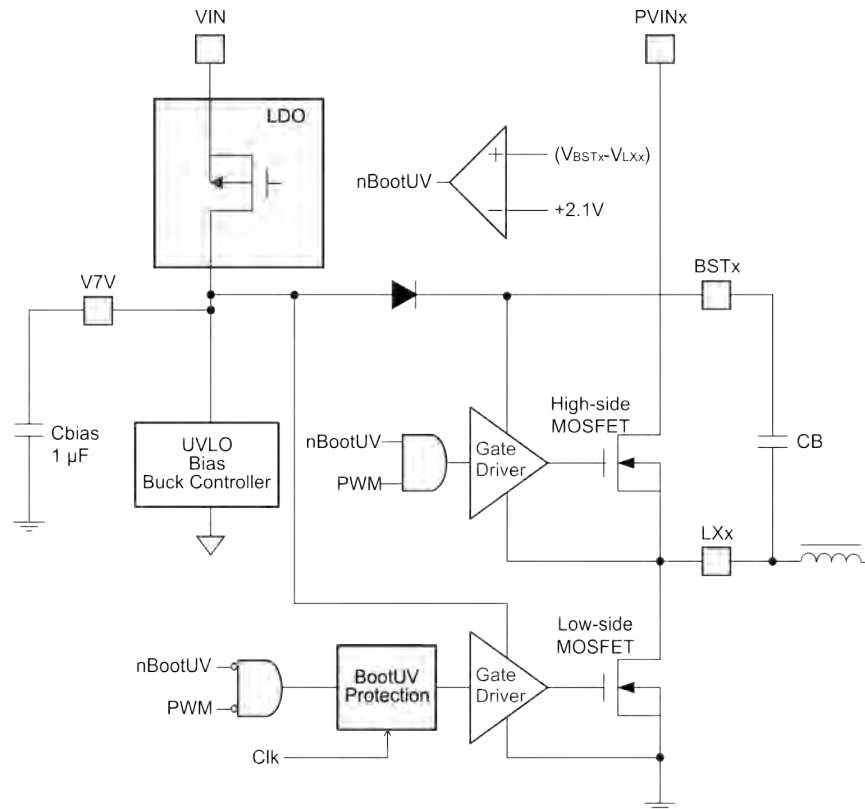 VIN
PVINx
LDO
nBootUV
+
(VBSTx-VLXx)
−
+2.1V
V7V
BSTx
Cbias
1 µF
UVLO
Bias
Buck Controller
nBootUV
PWM
Gate
Driver
High-side
MOSFET
CB
LXx
nBootUV
PWM
BootUV
Protection
Clk
Gate
Driver
Low-side
MOSFET